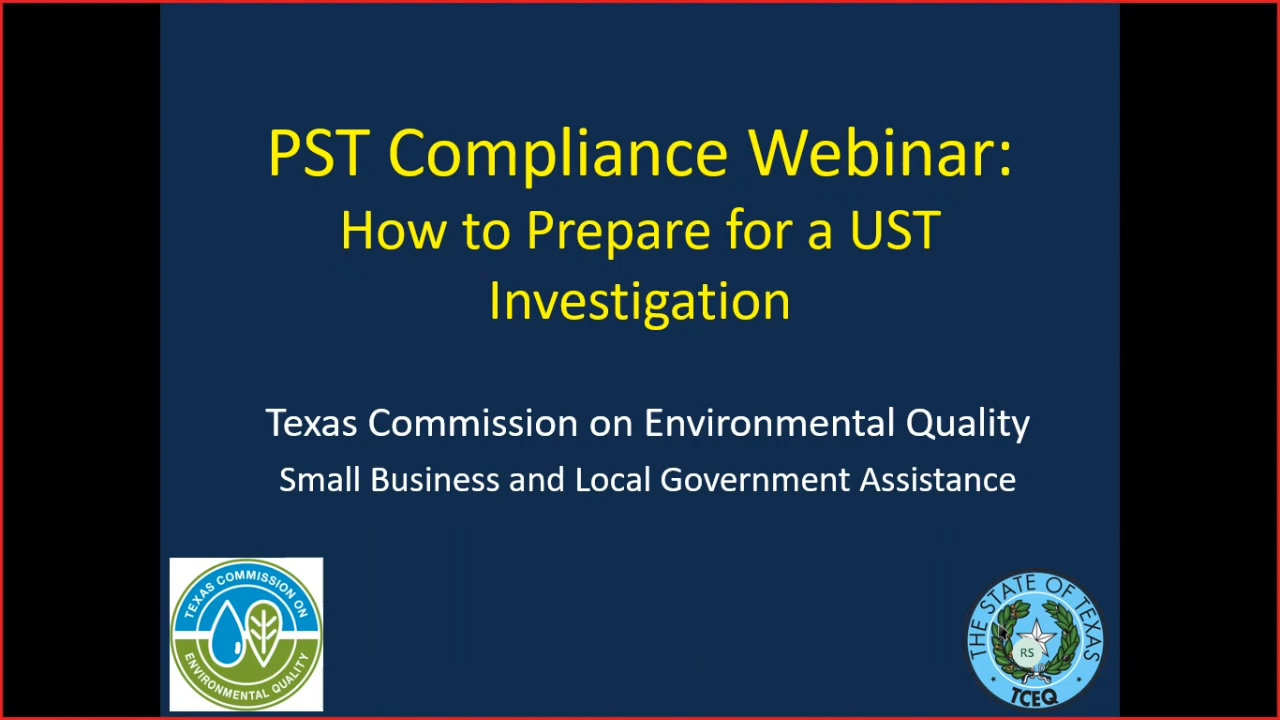 PST Compliance Webinar:
How to Prepare for a UST
Investigation
Texas Commission on Environmental Quality
Small Business and Local Government Assistance
TEXAS COMMISSION ON
ENVIRONMENTAL QUALITY
THE STATE OF TEXAS
RS
TCEQ